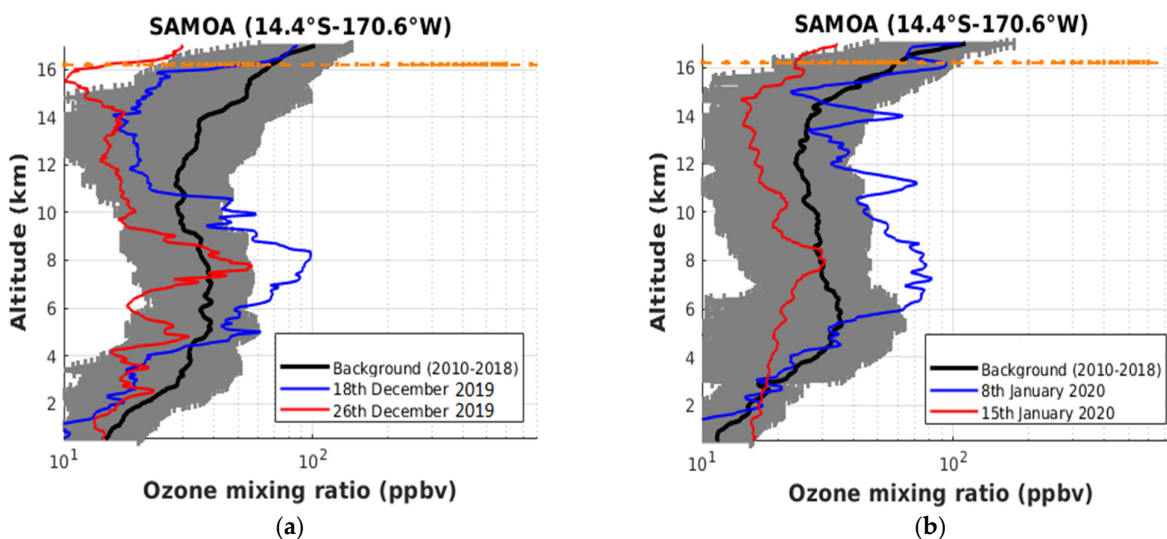 SAMOA (14.4°S-170.6°W)
16
14
12
10
8
6
4
2
Altitude (km)
Background (2010-2018)
18th December 2019
26th December 2019
10¹
10²
Ozone mixing ratio (ppbv)
(a)
SAMOA (14.4°S-170.6°W)
16
14
12
10
8
6
4
2
Altitude (km)
Background (2010-2018)
8th January 2020
15th January 2020
10¹
10²
Ozone mixing ratio (ppbv)
(b)